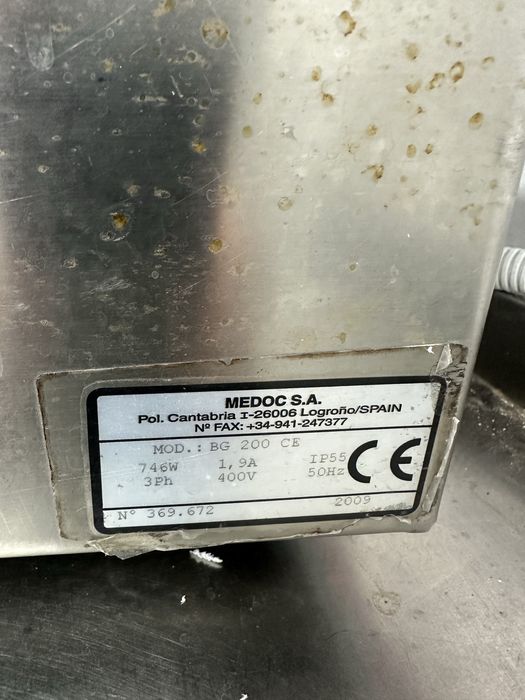 MEDOC S.A.
Pol. Cantabria I-26006 Logroño/SPAIN
Nº FAX: +34-941-247377
MOD.: BG 200 CE
746W 1,9A IP55
3Ph 400V 50Hz
CE
2009
N° 369.672